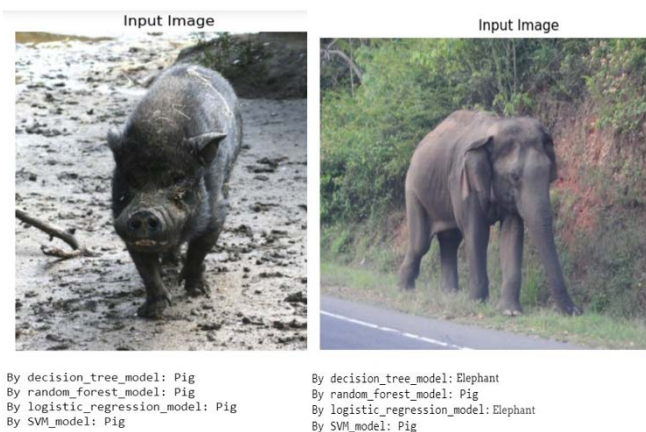 Input Image
By decision_tree_model: Pig
By random_forest_model: Pig
By logistic_regression_model: Pig
By SVM_model: Pig
Input Image
By decision_tree_model: Elephant
By random_forest_model: Pig
By logistic_regression_model: Elephant
By SVM_model: Pig